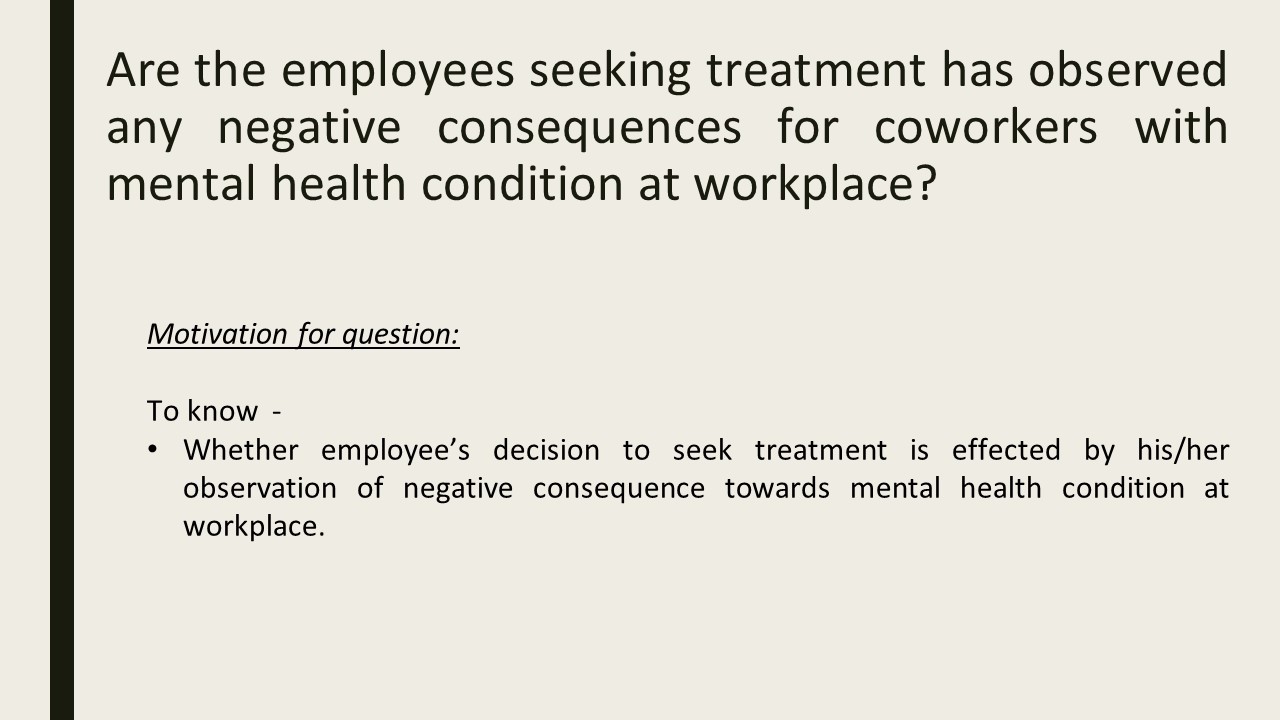 Are the employees seeking treatment has observed
any negative consequences for coworkers with
mental health condition at workplace?
Motivation for question:
To know -
• Whether employee’s decision to seek treatment is effected by his/her
observation of negative consequence towards mental health condition at
workplace.